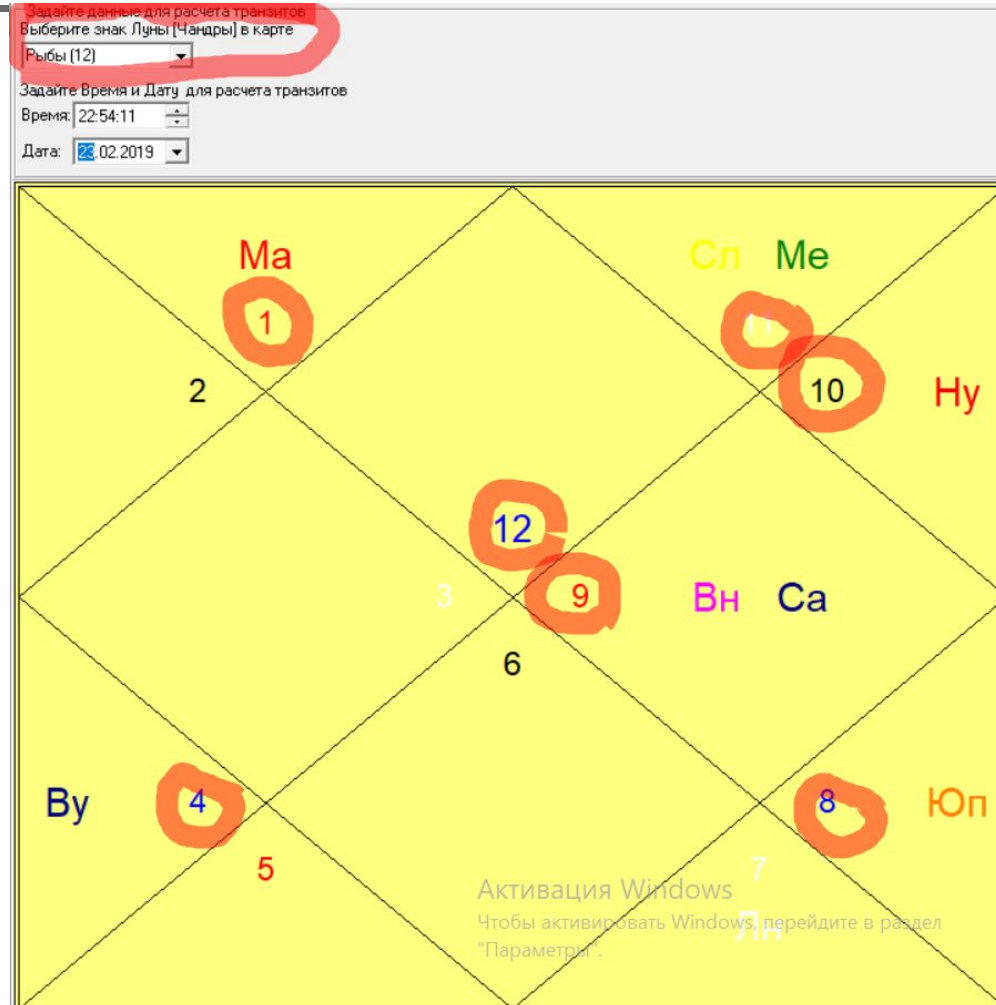 Задайте данные для расчета транзитов
Выберите знак Луны [Чандры] в карте
Рыбы (12)
Задайте Время и Дату для расчета транзитов
Время: 22:54:11
Дата: 23.02.2019
Ма
Сл Ме
1
11
2
10
Ну
12
3
9
Вн Са
6
Ву
4
8
Юп
5
7
Лн
Активация Windows
Чтобы активировать Windows, перейдите в раздел
"Параметры".